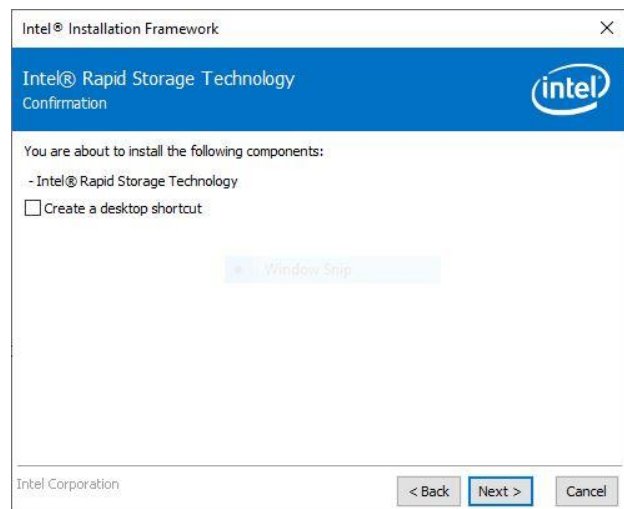 Intel® Installation Framework
Intel® Rapid Storage Technology
Confirmation
intel
You are about to install the following components:
- Intel® Rapid Storage Technology
Create a desktop shortcut
Window Snip
Intel Corporation
< Back
Next >
Cancel